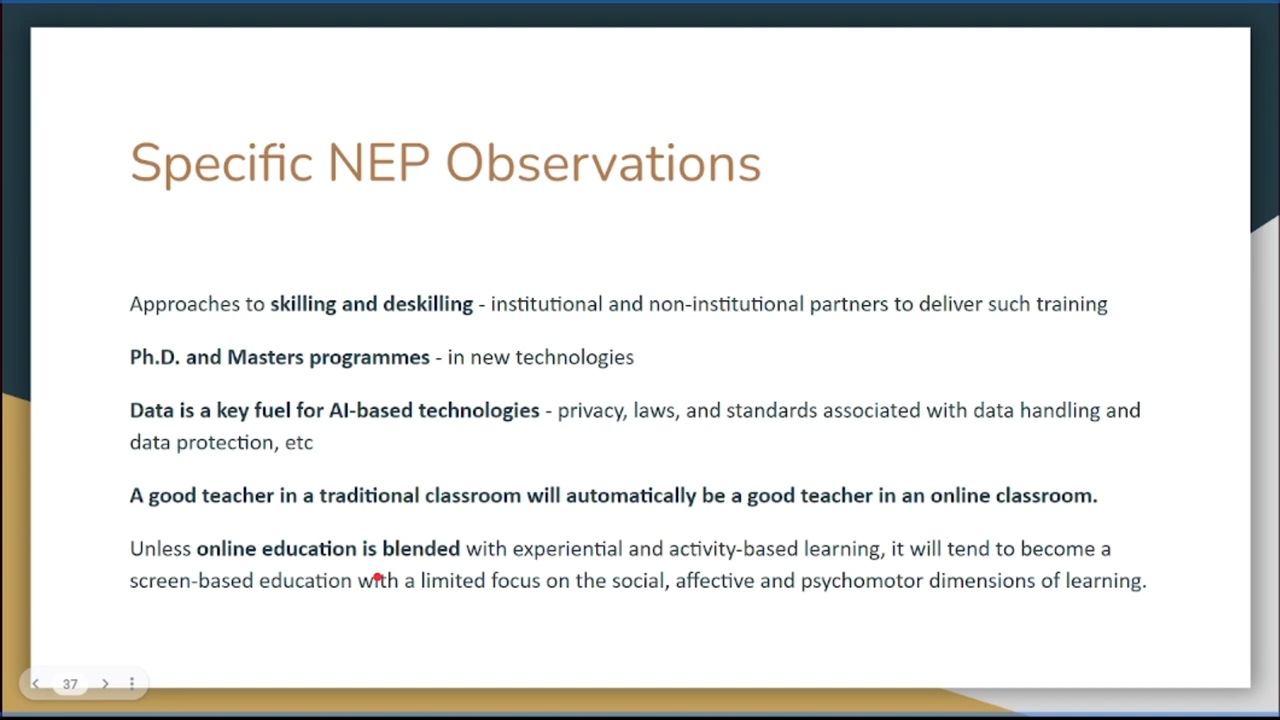 Specific NEP Observations
Approaches to skilling and deskilling - institutional and non-institutional partners to deliver such training
Ph.D. and Masters programmes - in new technologies
Data is a key fuel for AI-based technologies - privacy, laws, and standards associated with data handling and
data protection, etc
A good teacher in a traditional classroom will automatically be a good teacher in an online classroom.
Unless online education is blended with experiential and activity-based learning, it will tend to become a
screen-based education with a limited focus on the social, affective and psychomotor dimensions of learning.
37